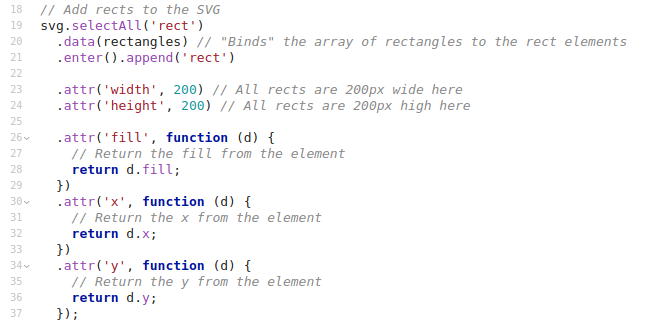 18 // Add rects to the SVG
19 svg.selectAll('rect')
20   .data(rectangles) // "Binds" the array of rectangles to the rect elements
21   .enter().append('rect')
22
23   .attr('width', 200) // All rects are 200px wide here
24   .attr('height', 200) // All rects are 200px high here
25
26   .attr('fill', function (d) {
27     // Return the fill from the element
28     return d.fill;
29   })
30   .attr('x', function (d) {
31     // Return the x from the element
32     return d.x;
33   })
34   .attr('y', function (d) {
35     // Return the y from the element
36     return d.y;
37   });